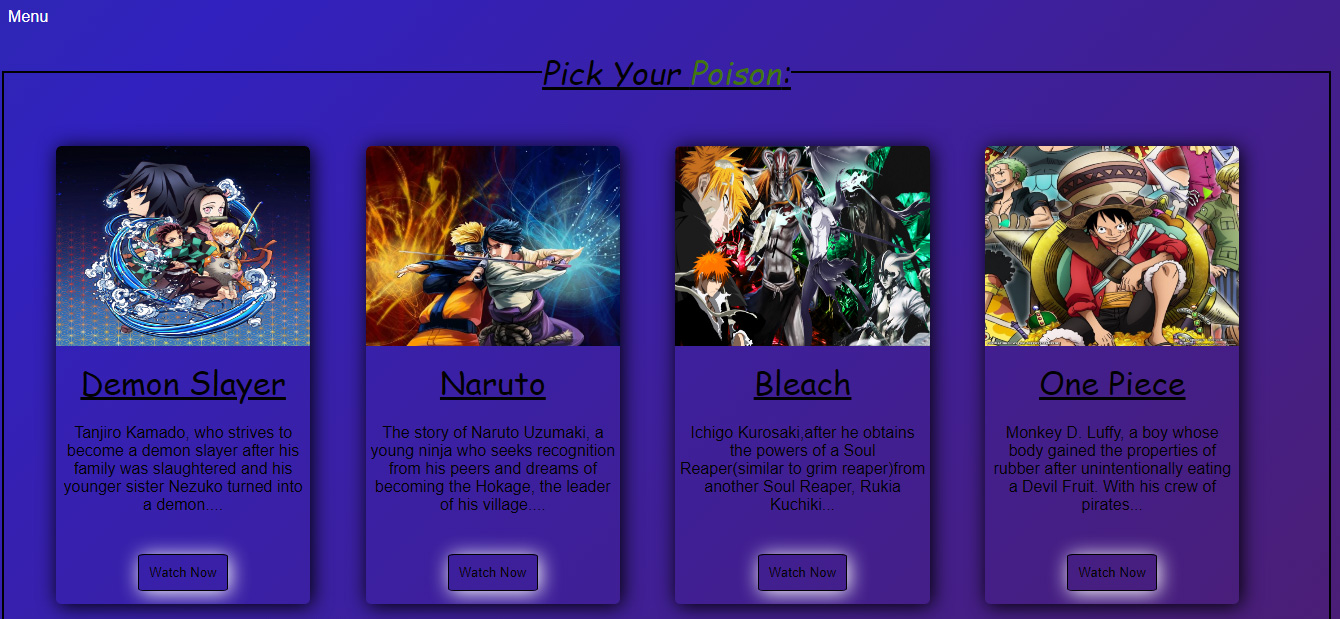 Menu
Pick Your Poison:
Demon Slayer
Tanjiro Kamado, who strives to
become a demon slayer after his
family was slaughtered and his
younger sister Nezuko turned into
a demon....
Watch Now
Naruto
The story of Naruto Uzumaki, a
young ninja who seeks recognition
from his peers and dreams of
becoming the Hokage, the leader
of his village....
Watch Now
Bleach
Ichigo Kurosaki,after he obtains
the powers of a Soul
Reaper(similar to grim reaper)from
another Soul Reaper, Rukia
Kuchiki...
Watch Now
One Piece
Monkey D. Luffy, a boy whose
body gained the properties of
rubber after unintentionally eating
a Devil Fruit. With his crew of
pirates...
Watch Now